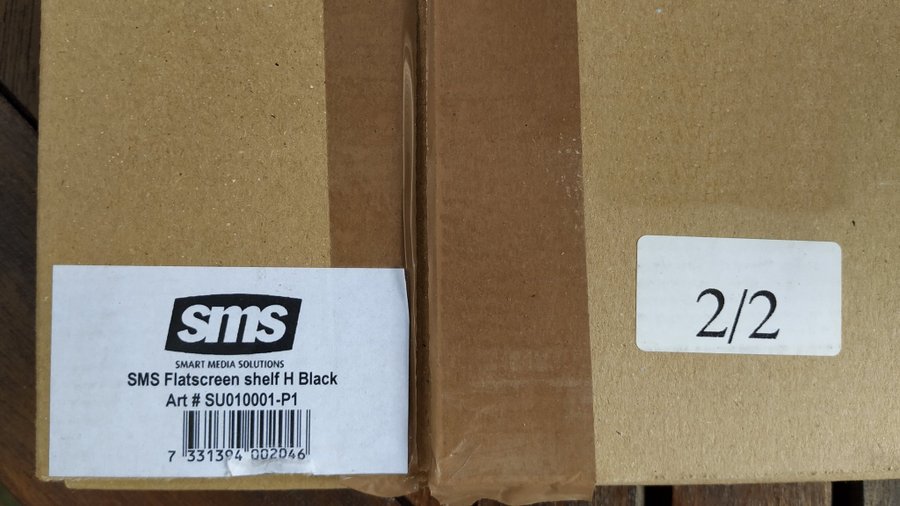 sms
SMART MEDIA SOLUTIONS
SMS Flatscreen shelf H Black
Art # SU010001-P1
7 331394 002046
2/2